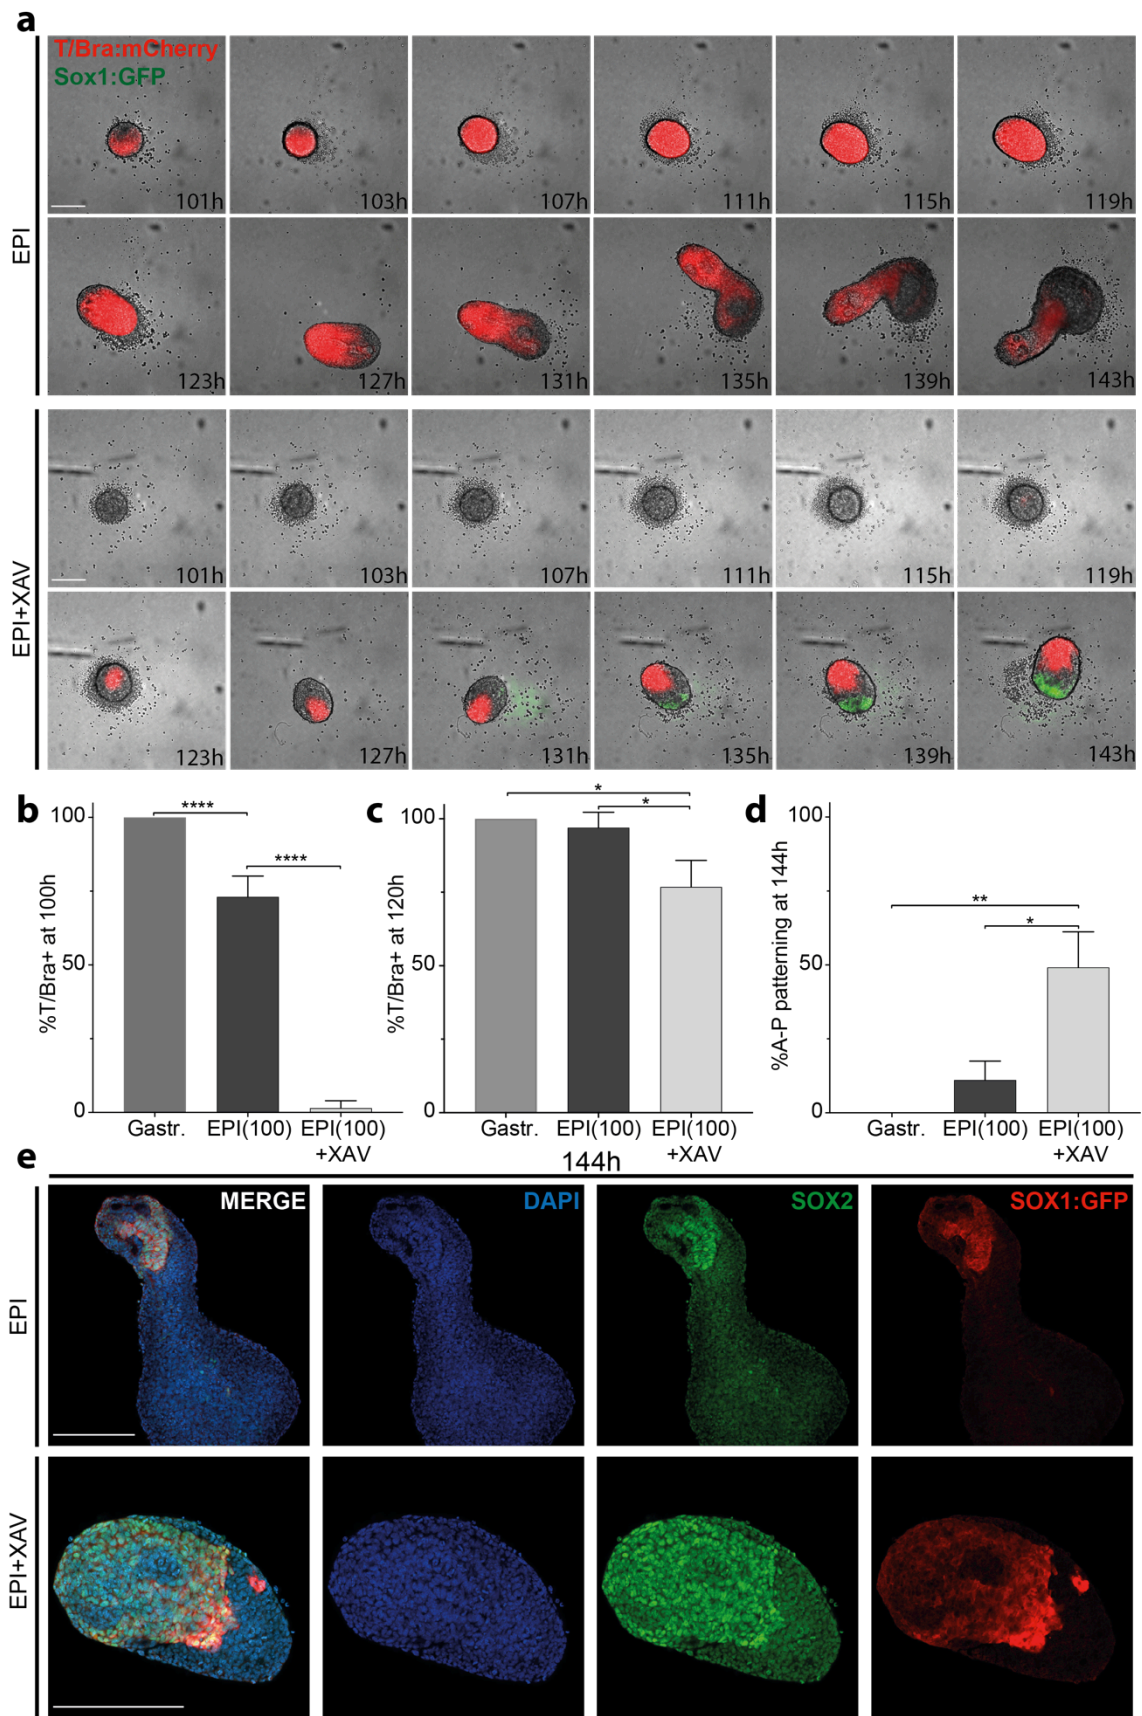 a
T/Bra:mCherry
Sox1:GFP
EPI
101h 103h 107h 111h 115h 119h
123h 127h 131h 135h 139h 143h
EPI+XAV
101h 103h 107h 111h 115h 119h
123h 127h 131h 135h 139h 143h
b
%T/Bra+ at 100h
100
50
0
****
****
Gastr. EPI(100) EPI(100)
+XAV
c
%T/Bra+ at 120h
100
50
0
*
*
Gastr. EPI(100) EPI(100)
+XAV
d
%A-P patterning at 144h
100
50
0
**
*
Gastr. EPI(100) EPI(100)
+XAV
e
144h
EPI
MERGE DAPI SOX2 SOX1:GFP
EPI+XAV